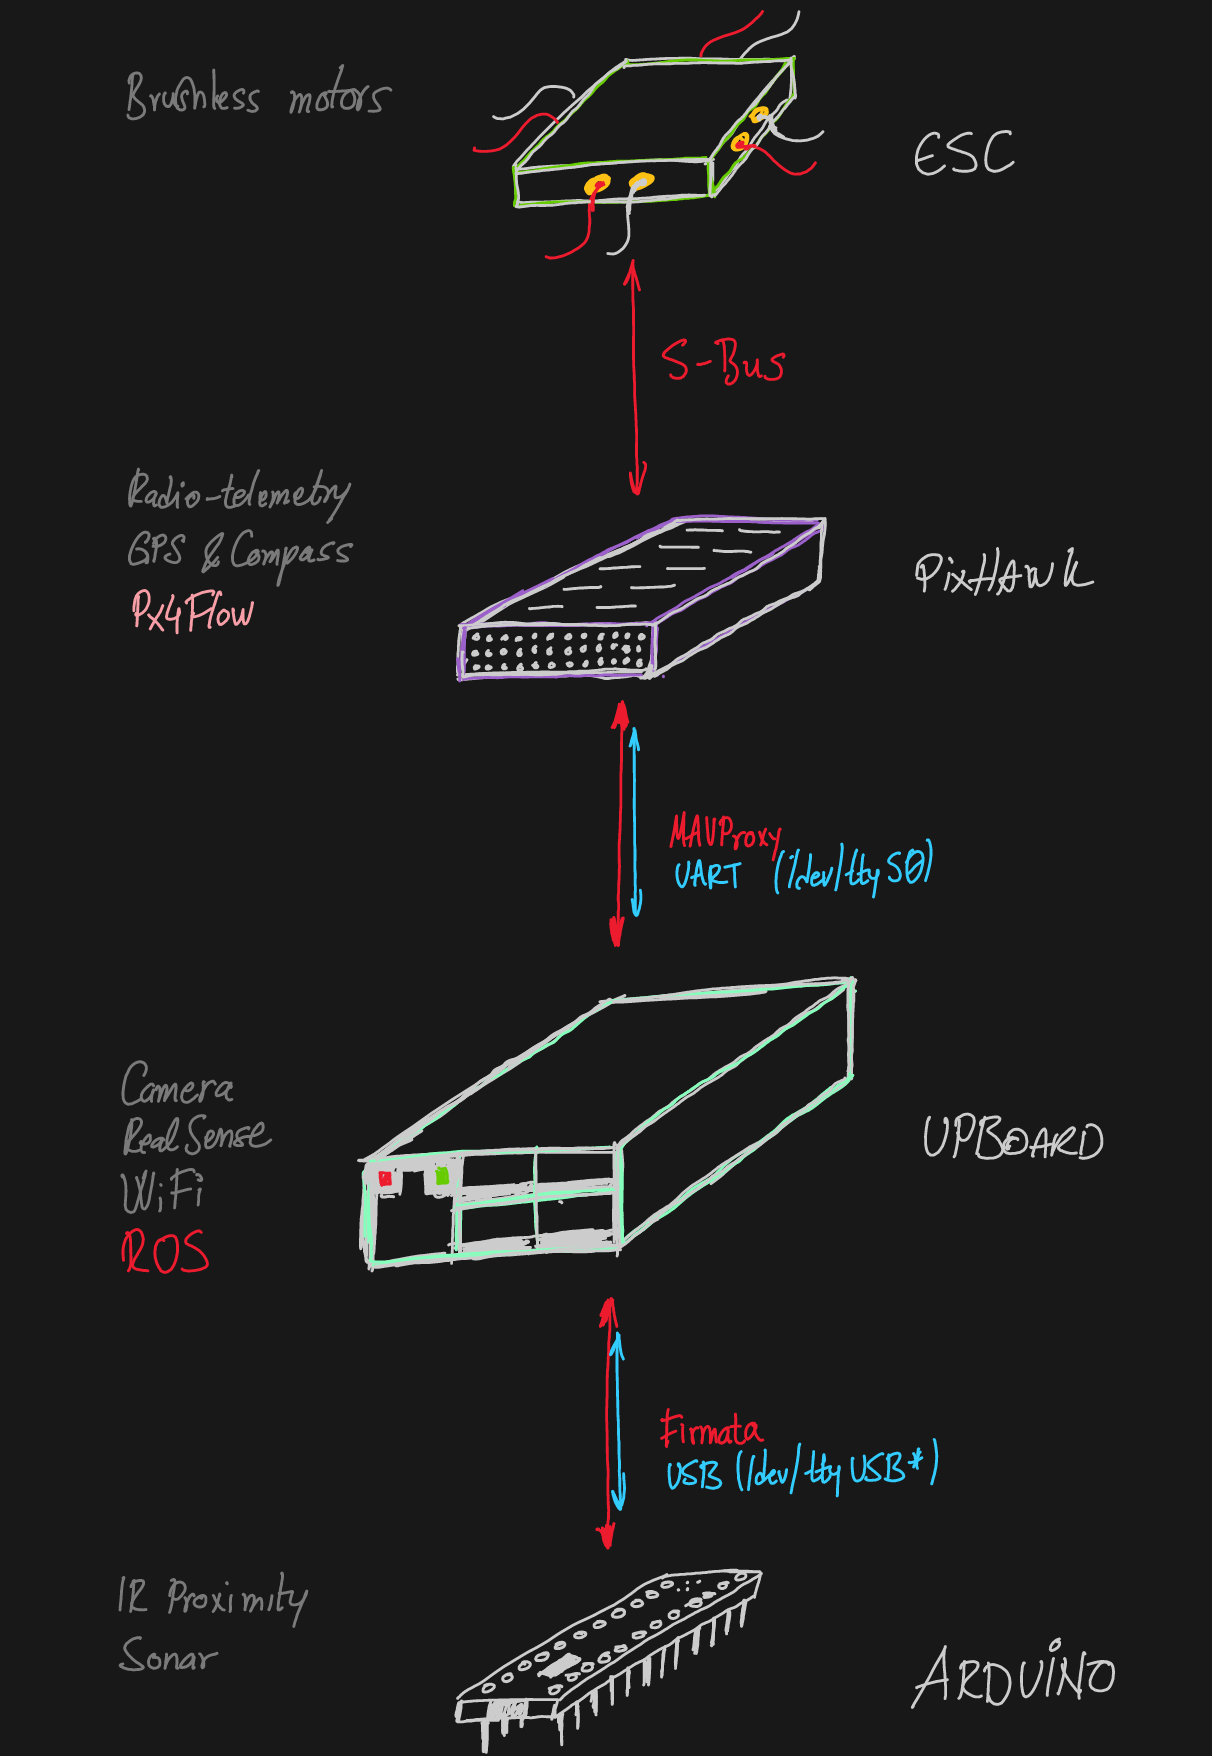 Brushless motors
ESC
S-Bus
Radio-telemetry
GPS & Compass
Px4Flow
PixHAWk
MAVProxy
UART (/dev/ttyS0)
Camera
RealSense
WiFi
ROS
UPBOARD
Firmata
USB (/dev/ttyUSB*)
IR Proximity
Sonar
ARDUiNO